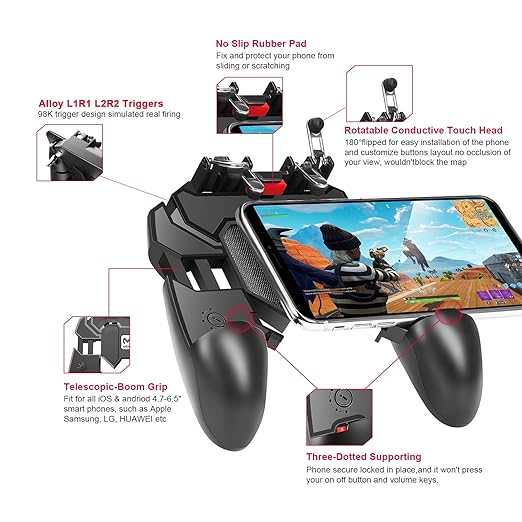 No Slip Rubber Pad
Fix and protect your phone from
sliding or scratching
Alloy L1R1 L2R2 Triggers
98K trigger design simulated real firing
Rotatable Conductive Touch Head
180°flipped for easy installation of the phone
and customize buttons layout no occlusion of
your view, wouldn'tblock the map
Telescopic-Boom Grip
Fit for all iOS & andriod 4.7-6.5"
smart phones, such as Apple
Samsung, LG, HUAWEI etc
Three-Dotted Supporting
Phone secure locked in place,and it won't press
your on off button and volume keys.